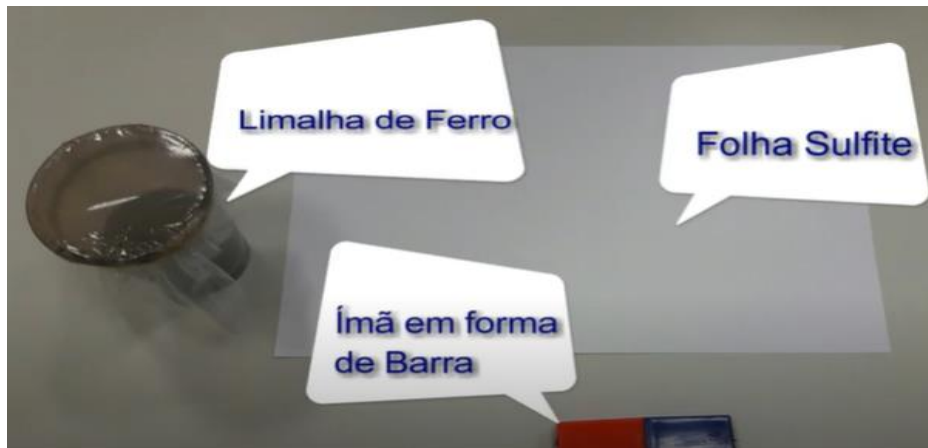 Limalha de Ferro
Folha Sulfite
Ímã em forma
de Barra